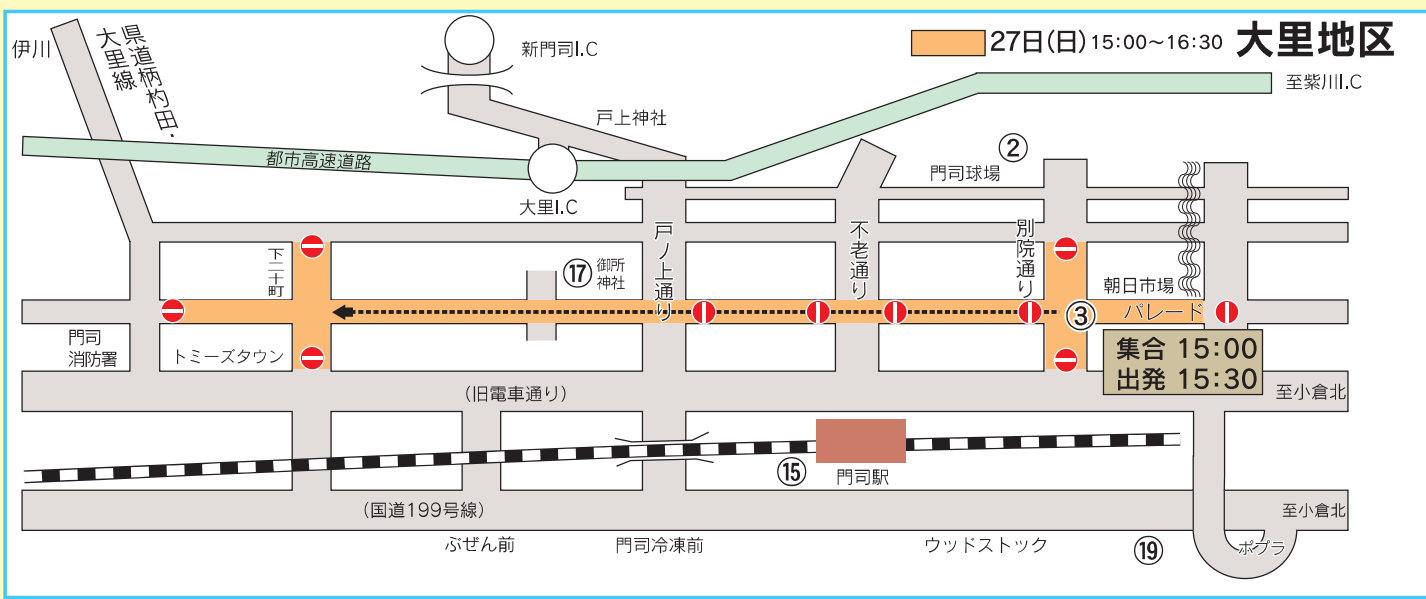 27日(日) 15:00~16:30 大里地区
伊川
県道柄杓田・
大里線
新門司I.C
至紫川I.C
戸上神社
都市高速道路
大里I.C
②
門司球場
下二十町
⑰
御所
神社
戸ノ上通り
不老通り
別院通り
朝日市場
③
パレード
集合 15:00
出発 15:30
門司
消防署
トミーズタウン
(旧電車通り)
至小倉北
⑮
門司駅
(国道199号線)
至小倉北
ぶぜん前
門司冷凍前
ウッドストック
⑲
ポプラ